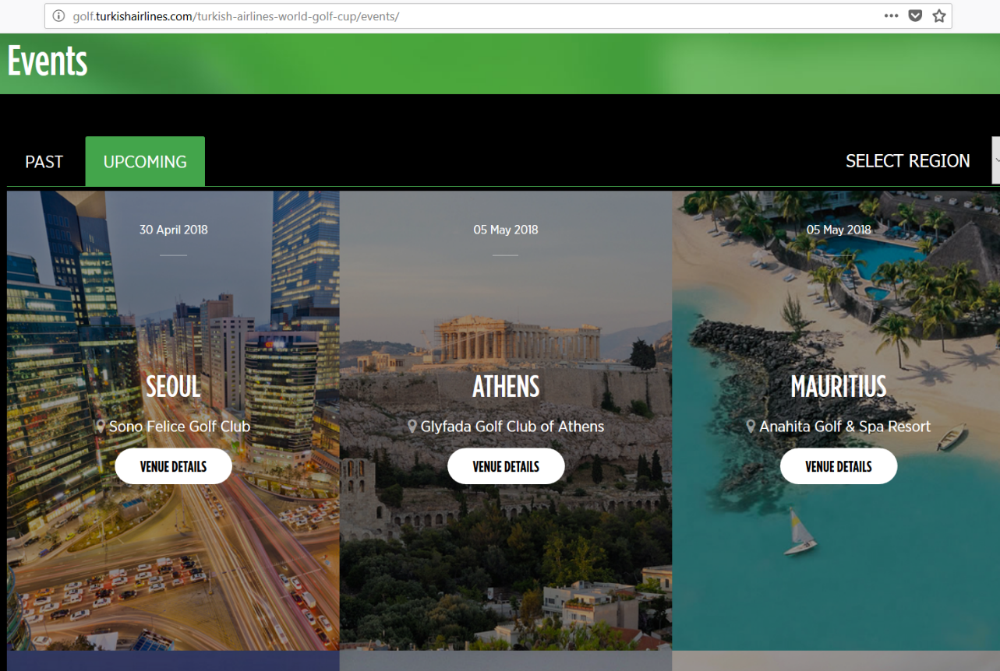 golf.turkishairlines.com/turkish-airlines-world-golf-cup/events/
Events
PAST
UPCOMING
SELECT REGION
30 April 2018
SEOUL
Sono Felice Golf Club
VENUE DETAILS
05 May 2018
ATHENS
Glyfada Golf Club of Athens
VENUE DETAILS
05 May 2018
MAURITIUS
Anahita Golf & Spa Resort
VENUE DETAILS